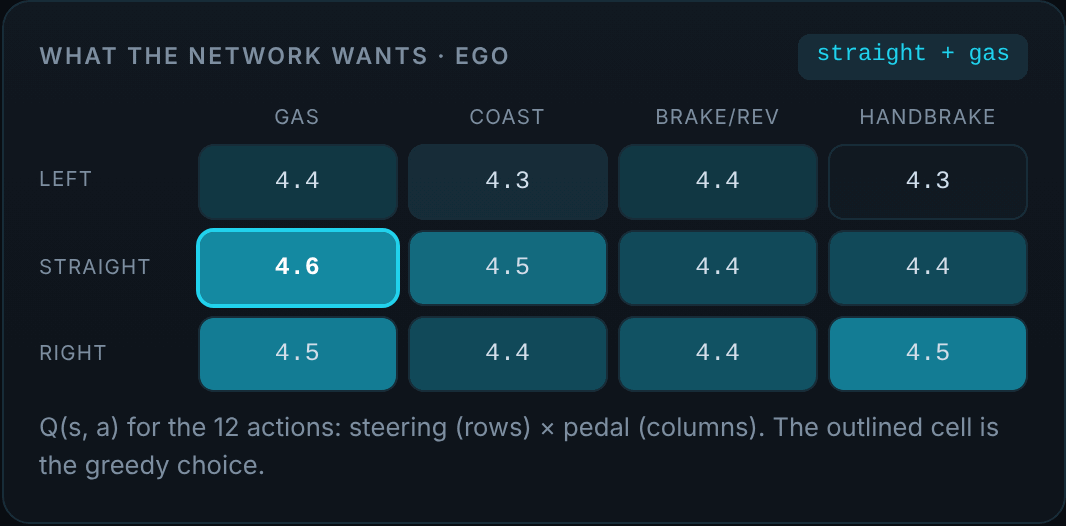 WHAT THE NETWORK WANTS · EGO straight + gas
GAS COAST BRAKE/REV HANDBRAKE
LEFT 4.4 4.3 4.4 4.3
STRAIGHT 4.6 4.5 4.4 4.4
RIGHT 4.5 4.4 4.4 4.5
Q(s, a) for the 12 actions: steering (rows) × pedal (columns). The outlined cell is
the greedy choice.